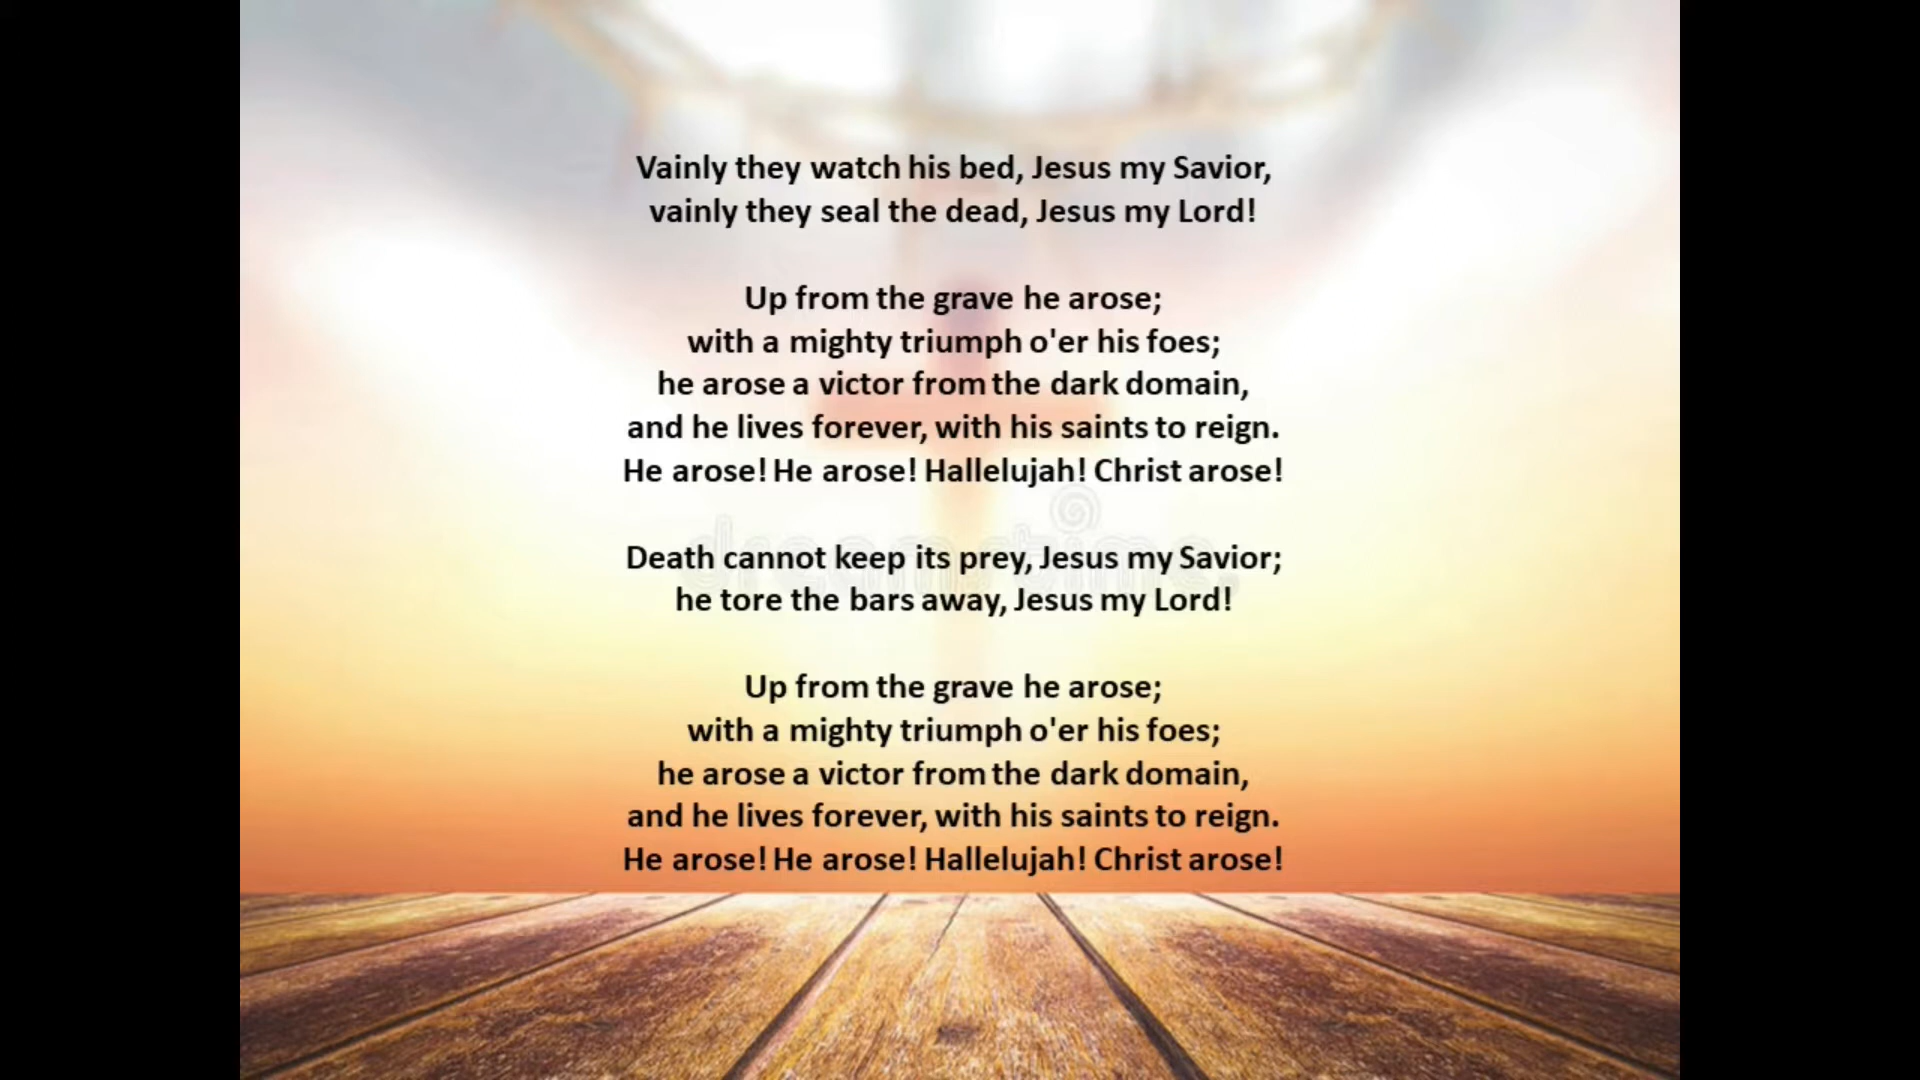 Vainly they watch his bed, Jesus my Savior,
vainly they seal the dead, Jesus my Lord!
Up from the grave he arose;
with a mighty triumph o'er his foes;
he arose a victor from the dark domain,
and he lives forever, with his saints to reign.
He arose! He arose! Hallelujah! Christ arose!
dreamstime
Death cannot keep its prey, Jesus my Savior;
he tore the bars away, Jesus my Lord!
Up from the grave he arose;
with a mighty triumph o'er his foes;
he arose a victor from the dark domain,
and he lives forever, with his saints to reign.
He arose! He arose! Hallelujah! Christ arose!